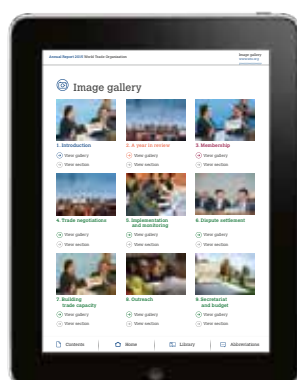 Annual Report 2015 World Trade Organization
Image gallery
Image gallery
1. Introduction
2. A year in review
3. Membership
View gallery
View gallery
View gallery
View section
View section
View section
4. Trade negotiations
5. Implementation
and monitoring
6. Dispute settlement
View gallery
View gallery
View gallery
View section
View section
View section
7. Building
trade capacity
8. Outreach
9. Secretariat
and budget
View gallery
View gallery
View gallery
View section
View section
View section
Contents
Home
Library
Abbreviations